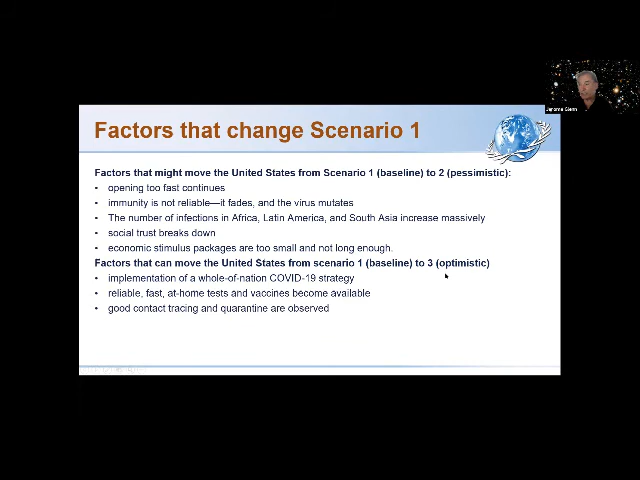 Factors that change Scenario 1
Jerome Glenn
Factors that might move the United States from Scenario 1 (baseline) to 2 (pessimistic):
• opening too fast continues
• immunity is not reliable—it fades, and the virus mutates
• The number of infections in Africa, Latin America, and South Asia increase massively
• social trust breaks down
• economic stimulus packages are too small and not long enough.
Factors that can move the United States from scenario 1 (baseline) to 3 (optimistic)
• implementation of a whole-of-nation COVID-19 strategy
• reliable, fast, at-home tests and vaccines become available
• good contact tracing and quarantine are observed